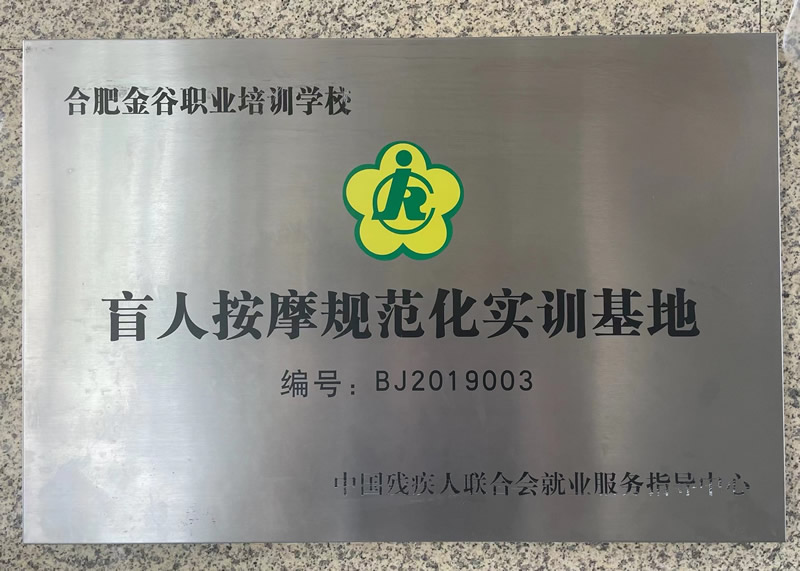 合肥金谷职业培训学校
盲人按摩规范化实训基地
编号：BJ2019003
中国残疾人联合会就业服务指导中心